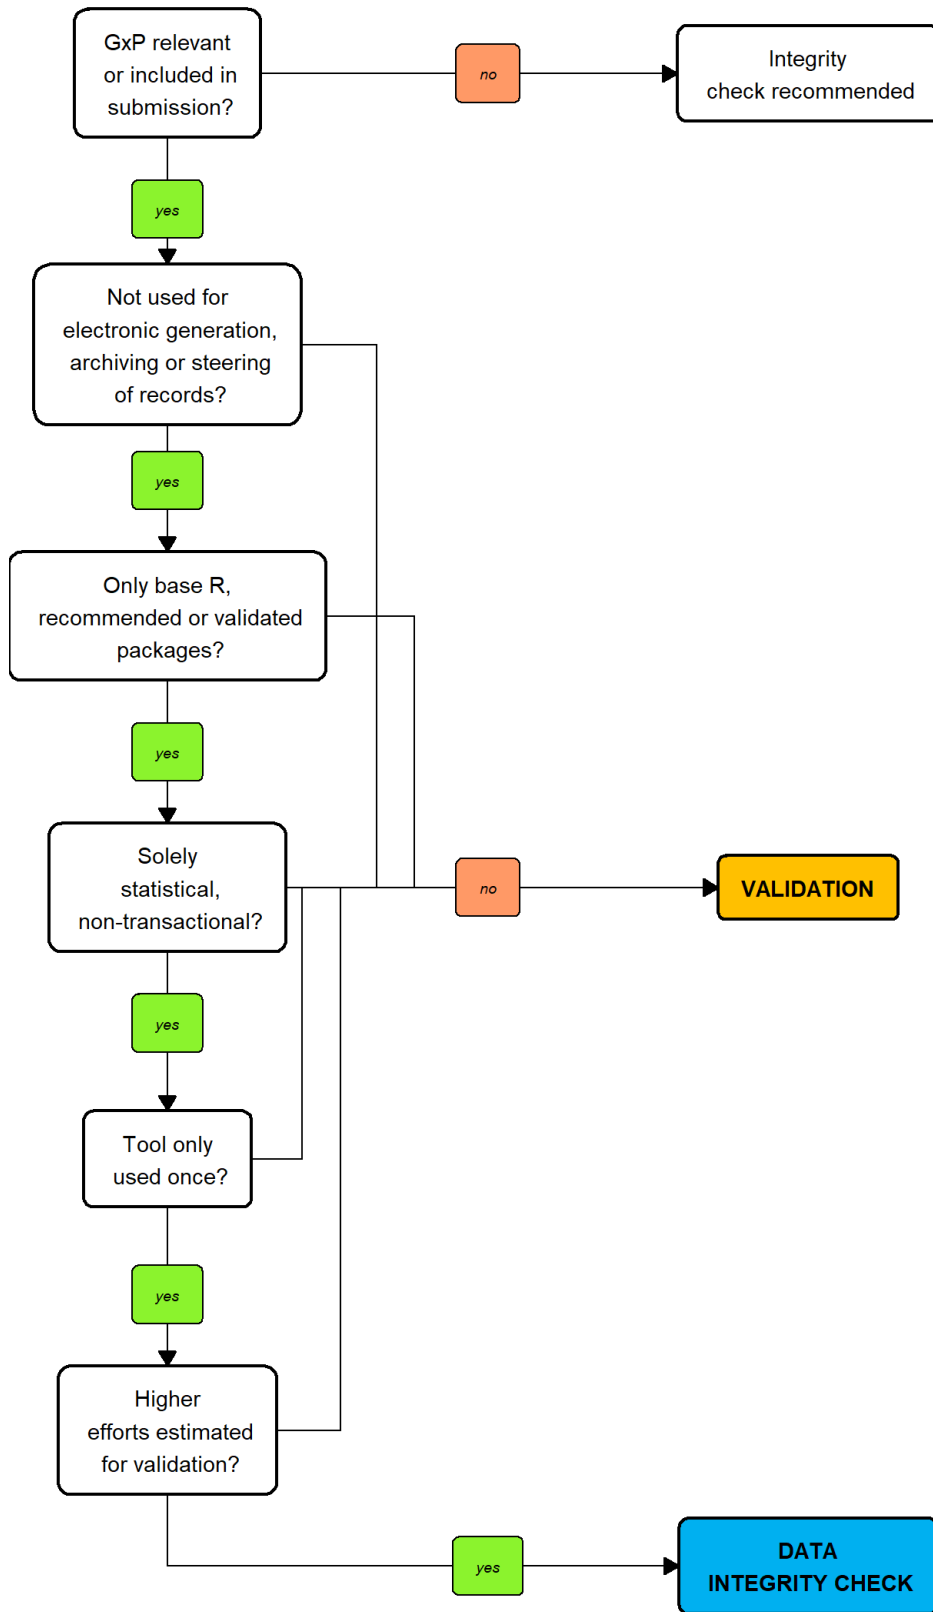 GxP relevant
or included in
submission?
no
Integrity
check recommended
yes
Not used for
electronic generation,
archiving or steering
of records?
yes
Only base R,
recommended or validated
packages?
yes
Solely
statistical,
non-transactional?
no
VALIDATION
yes
Tool only
used once?
yes
Higher
efforts estimated
for validation?
yes
DATA
INTEGRITY CHECK